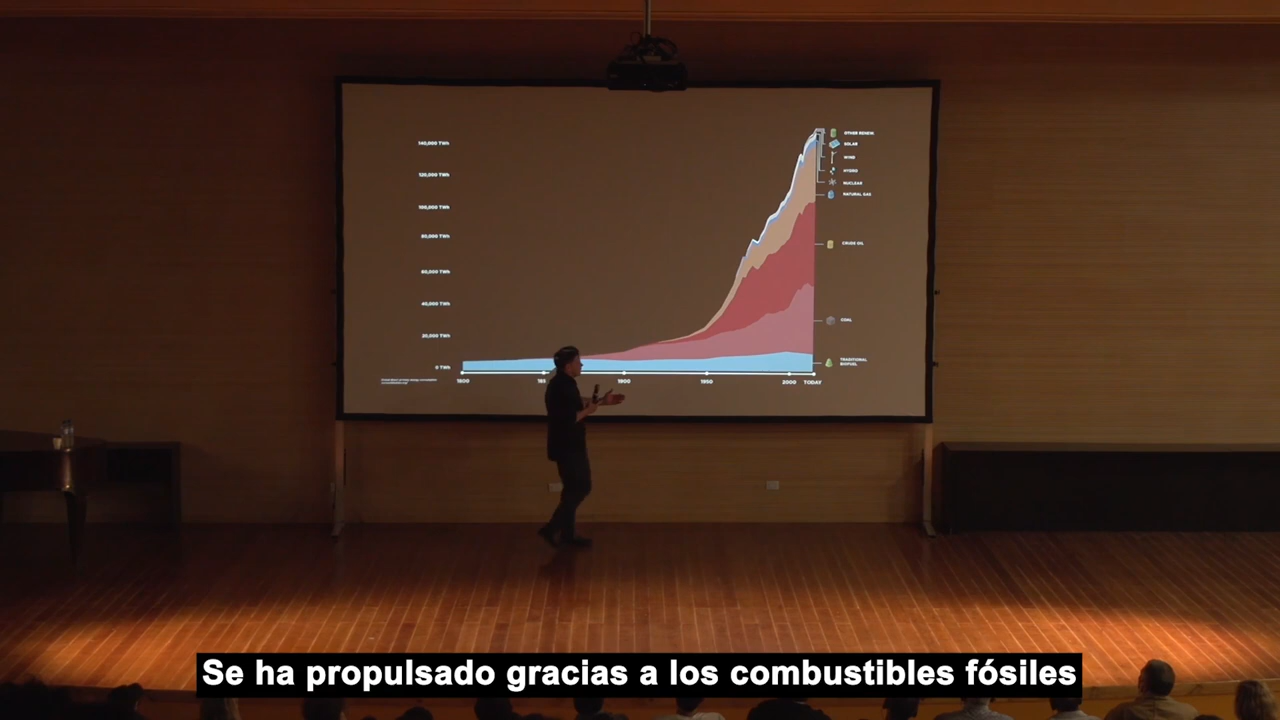 140,000 TWh
120,000 TWh
100,000 TWh
80,000 TWh
60,000 TWh
40,000 TWh
20,000 TWh
0 TWh
1800
1900
1950
2000
TODAY
OTHER RENEW.
SOLAR
WIND
HYDRO
NUCLEAR
NATURAL GAS
CRUDE OIL
COAL
TRADITIONAL
BIOFUEL
Se ha propulsado gracias a los combustibles fósiles